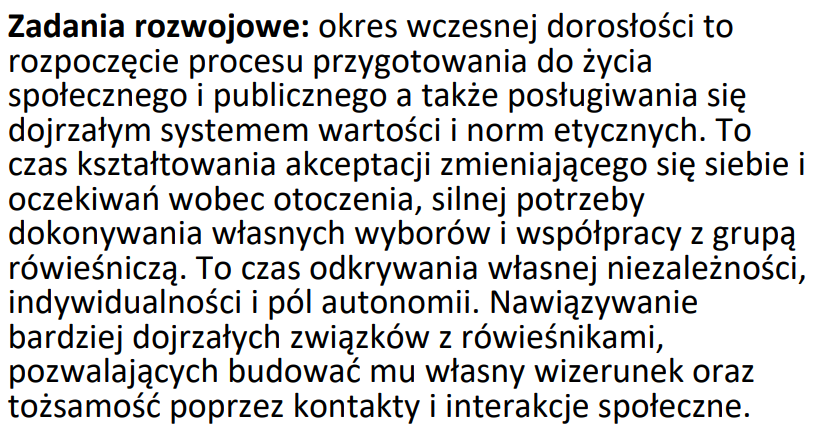 Zadania rozwojowe: okres wczesnej dorosłości to
rozpoczęcie procesu przygotowania do życia
społecznego i publicznego a także posługiwania się
dojrzałym systemem wartości i norm etycznych. To
czas kształtowania akceptacji zmieniającego się siebie i
oczekiwań wobec otoczenia, silnej potrzeby
dokonywania własnych wyborów i współpracy z grupą
rówieśniczą. To czas odkrywania własnej niezależności,
indywidualności i pól autonomii. Nawiązywanie
bardziej dojrzałych związków z rówieśnikami,
pozwalających budować mu własny wizerunek oraz
tożsamość poprzez kontakty i interakcje społeczne.